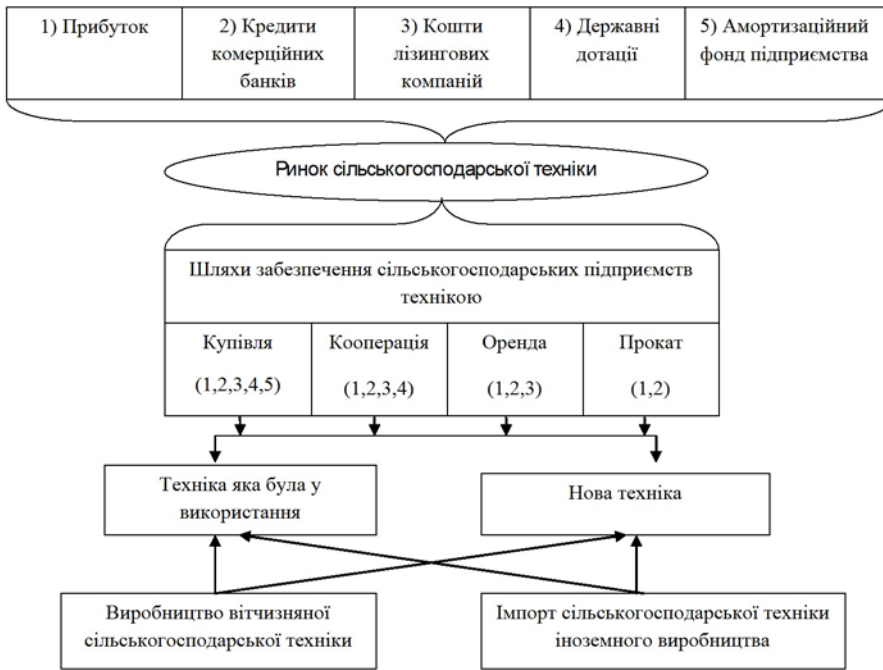 1) Прибуток
2) Кредити
комерційних
банків
3) Кошти
лізингових
компаній
4) Державні
дотації
5) Амортизаційний
фонд підприємства
Ринок сільськогосподарської техніки
Шляхи забезпечення сільськогосподарських підприємств
технікою
Купівля
(1,2,3,4,5)
Кооперація
(1,2,3,4)
Оренда
(1,2,3)
Прокат
(1,2)
Техніка яка була у
використання
Нова техніка
Виробництво вітчизняної
сільськогосподарської техніки
Імпорт сільськогосподарської техніки
іноземного виробництва